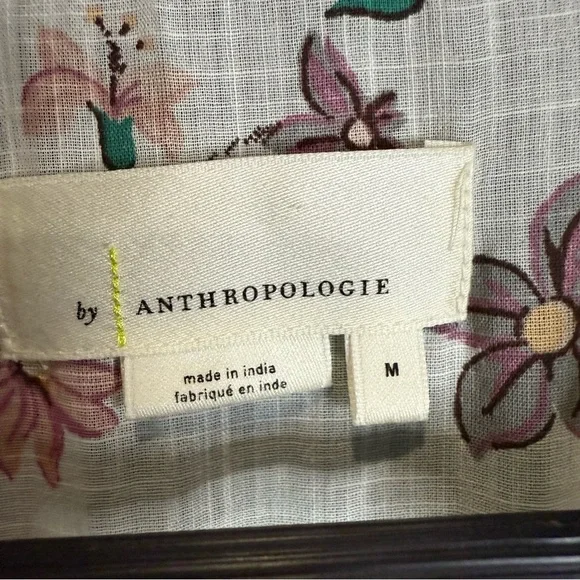 by ANTHROPOLOGIE
made in india
fabriqué en inde
M